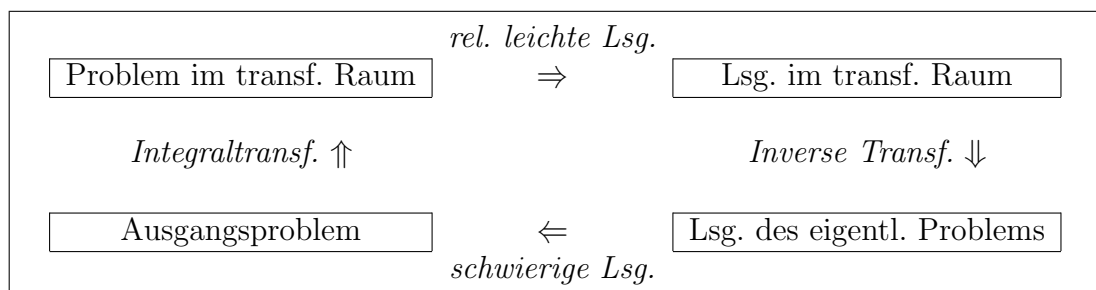 rel. leichte Lsg.
Problem im transf. Raum ⇒ Lsg. im transf. Raum
Integraltransf. ⇑ Inverse Transf. ⇓
Ausgangsproblem ⇐ Lsg. des eigentl. Problems
schwierige Lsg.